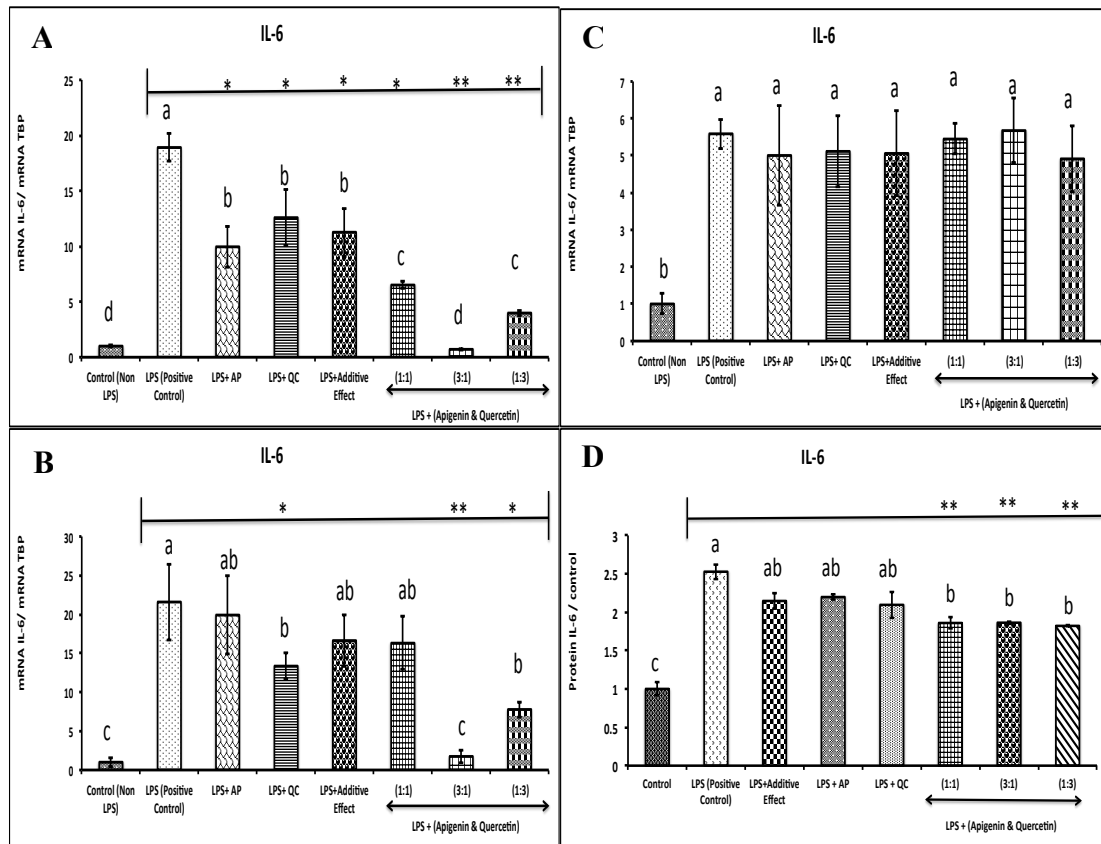 A
IL-6
mRNA IL-6/ mRNA TBP
25
20
15
10
5
0
* * * * ** **
a
b
b
b
c
c
d
d
Control (Non LPS)
LPS (Positive Control)
LPS+ AP
LPS+ QC
LPS+Additive Effect
(1:1)
(3:1)
(1:3)
LPS + (Apigenin & Quercetin)
C
IL-6
mRNA IL-6/ mRNA TBP
7
6
5
4
3
2
1
0
a a a a a a a
b
Control (Non LPS)
LPS (Positive Control)
LPS+ AP
LPS+ QC
LPS+Additive Effect
(1:1)
(3:1)
(1:3)
LPS + (Apigenin & Quercetin)
B
IL-6
mRNA IL-6/ mRNA TBP
35
30
25
20
15
10
5
0
* ** *
a
ab
b
ab
ab
b
c
c
Control (Non LPS)
LPS (Positive Control)
LPS+ AP
LPS+ QC
LPS+Additive Effect
(1:1)
(3:1)
(1:3)
LPS + (Apigenin & Quercetin)
D
IL-6
Protein IL-6 / control
3
2.5
2
1.5
1
0.5
0
** ** **
a
ab
ab
ab
b
b
b
c
Control
LPS (Positive Control)
LPS+Additive Effect
LPS + AP
LPS + QC
(1:1)
(3:1)
(1:3)
LPS + (Apigenin & Quercetin)